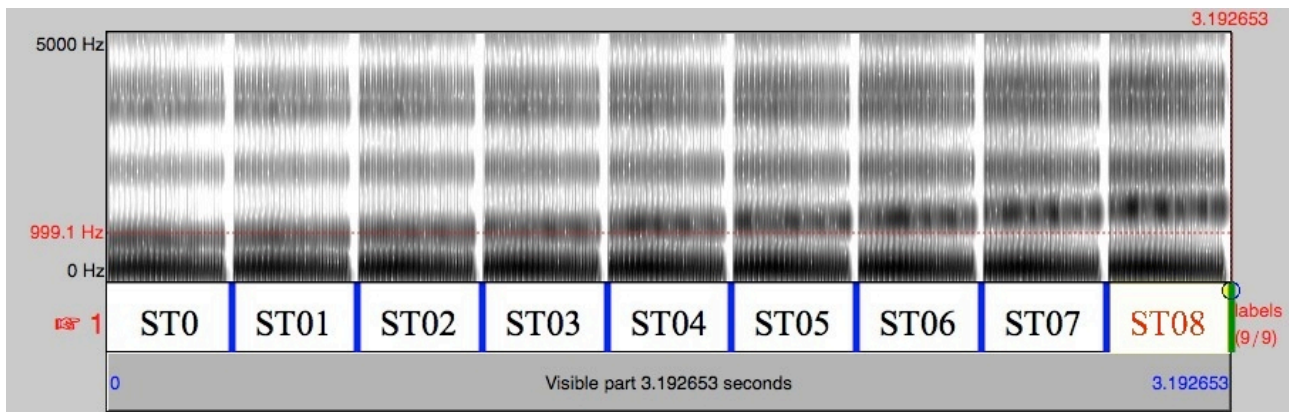 3.192653
5000 Hz
999.1 Hz
0 Hz
☞ 1 ST0 ST01 ST02 ST03 ST04 ST05 ST06 ST07 ST08 labels
(9/9)
0 Visible part 3.192653 seconds 3.192653